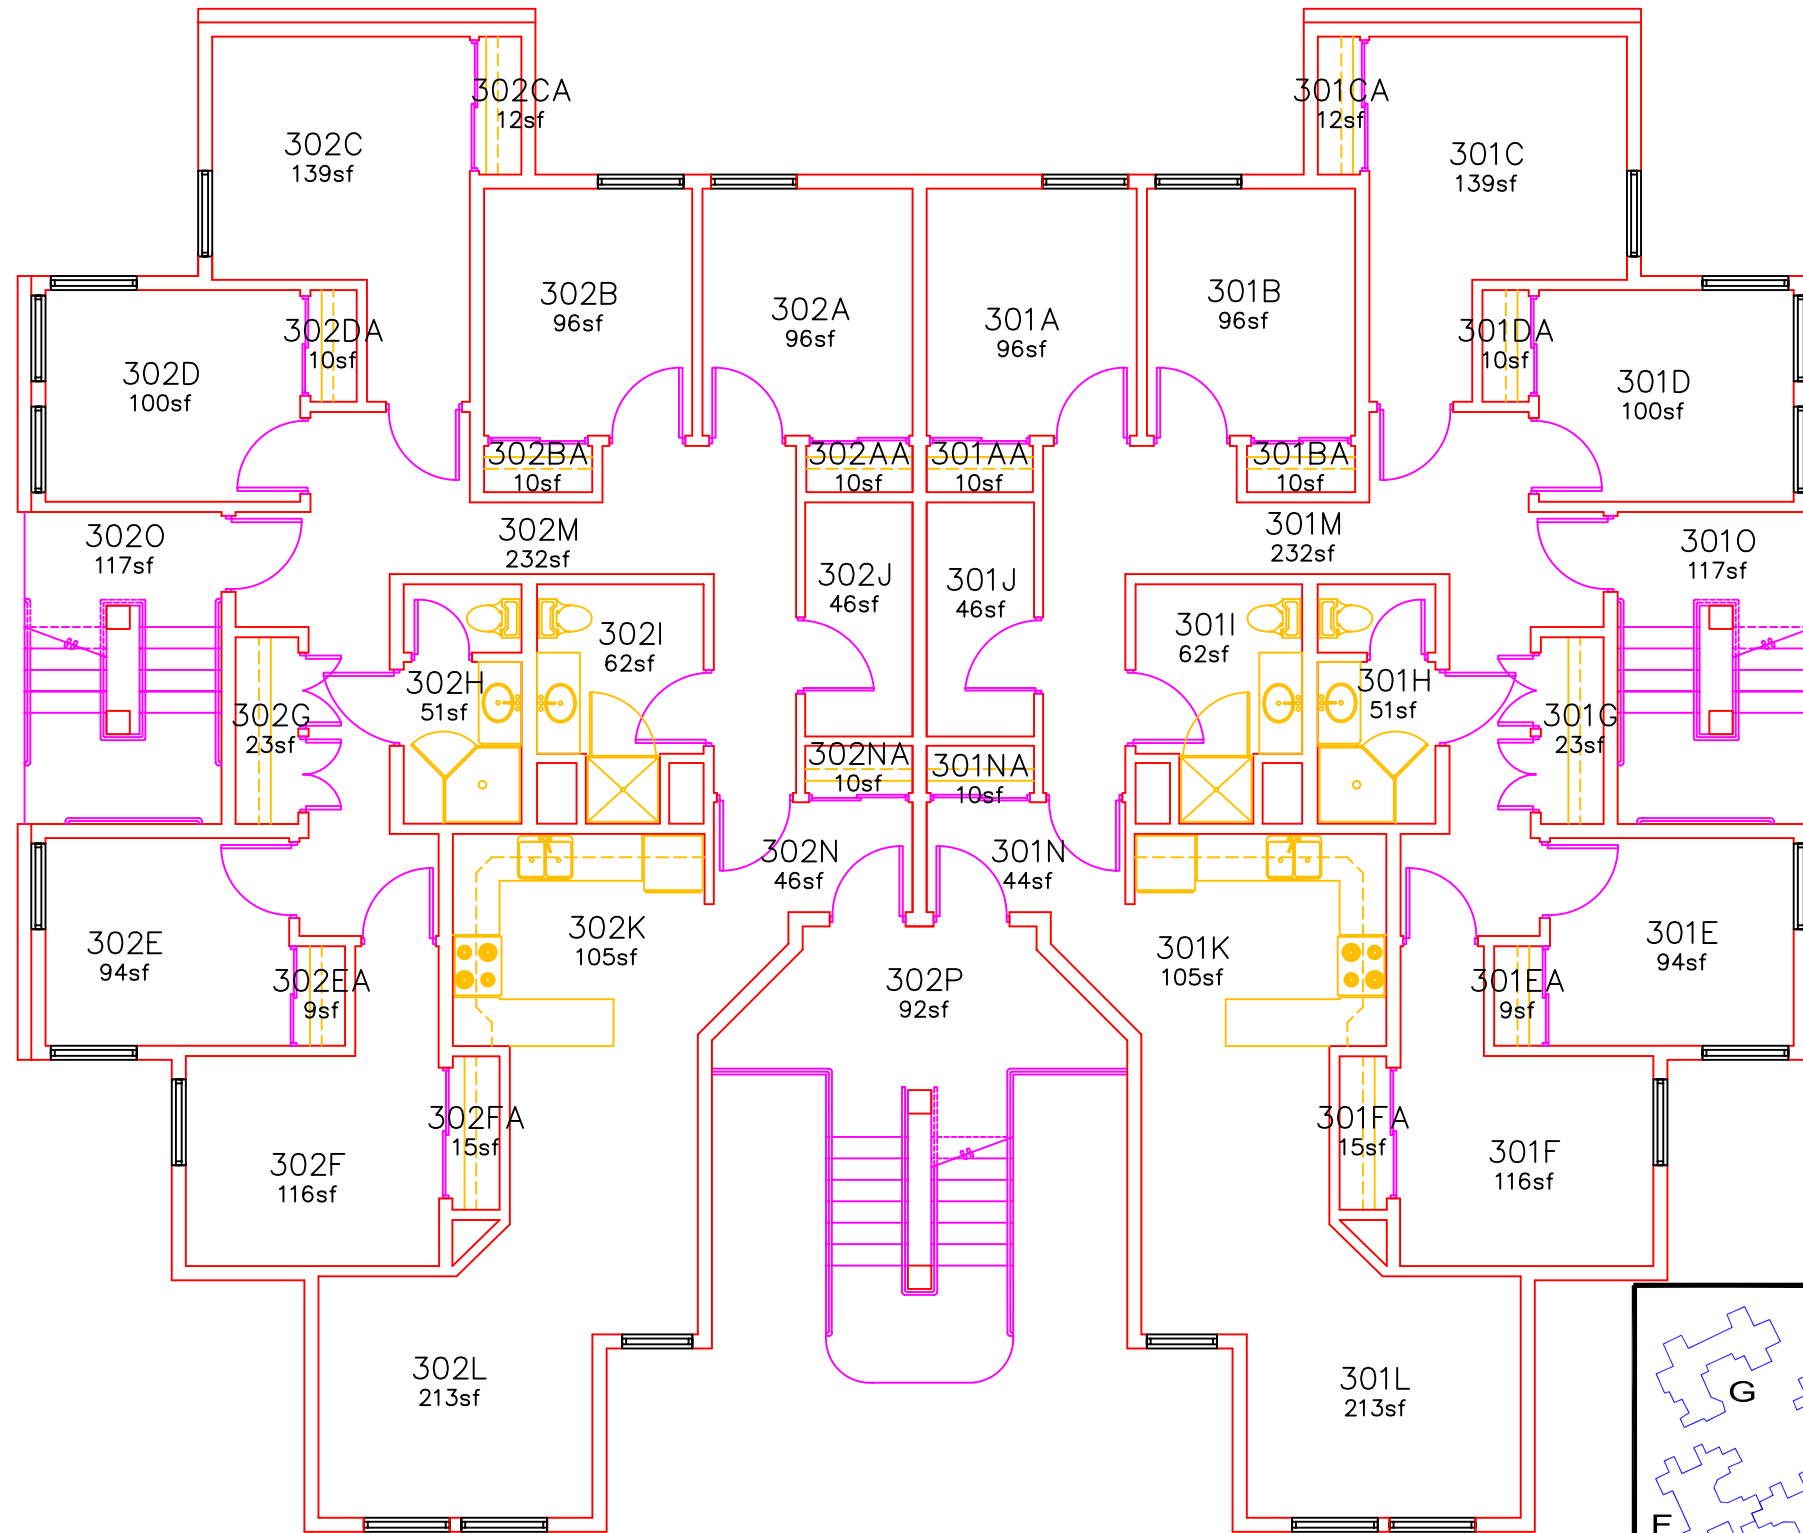 302CA
12sf
301CA
12sf
302C
139sf
301C
139sf
302B
96sf
302A
96sf
301A
96sf
301B
96sf
302DA
10sf
301DA
10sf
302D
100sf
301D
100sf
302BA
10sf
302AA
10sf
301AA
10sf
301BA
10sf
302O
117sf
302M
232sf
301M
232sf
301O
117sf
302J
46sf
301J
46sf
302I
62sf
301I
62sf
302H
51sf
301H
51sf
302G
23sf
301G
23sf
302NA
10sf
301NA
10sf
302N
46sf
301N
44sf
302E
94sf
302K
105sf
301K
105sf
301E
94sf
302EA
9sf
302P
92sf
301EA
9sf
302FA
15sf
301FA
15sf
302F
116sf
301F
116sf
302L
213sf
301L
213sf
G